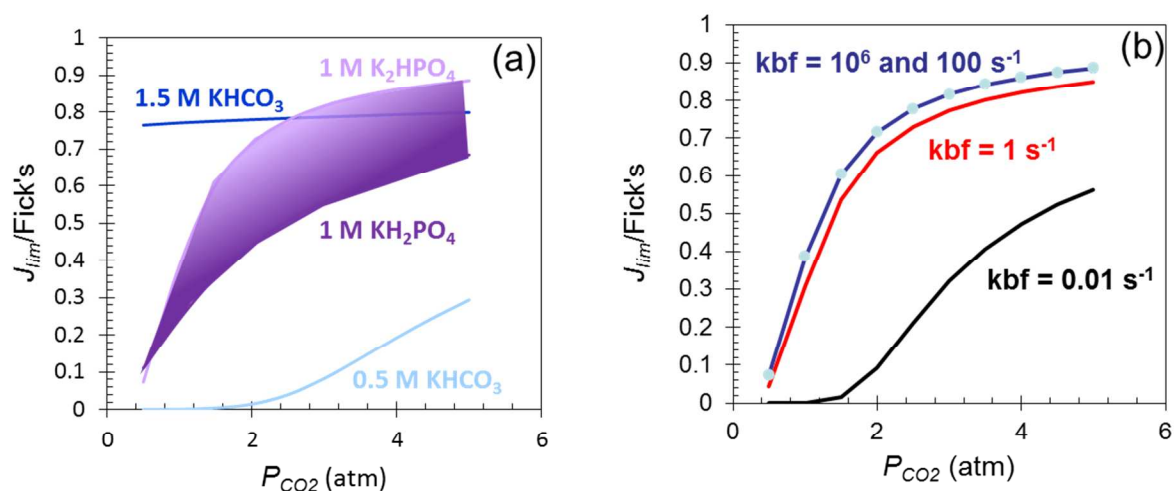 (a)
1
0.9
0.8
0.7
0.6
0.5
0.4
0.3
0.2
0.1
0
J_lim/Fick's
1 M K₂HPO₄
1.5 M KHCO₃
1 M KH₂PO₄
0.5 M KHCO₃
0 2 4 6
P_CO2 (atm)
(b)
1
0.9
0.8
0.7
0.6
0.5
0.4
0.3
0.2
0.1
0
J_lim/Fick's
kbf = 10⁶ and 100 s⁻¹
kbf = 1 s⁻¹
kbf = 0.01 s⁻¹
0 2 4 6
P_CO2 (atm)